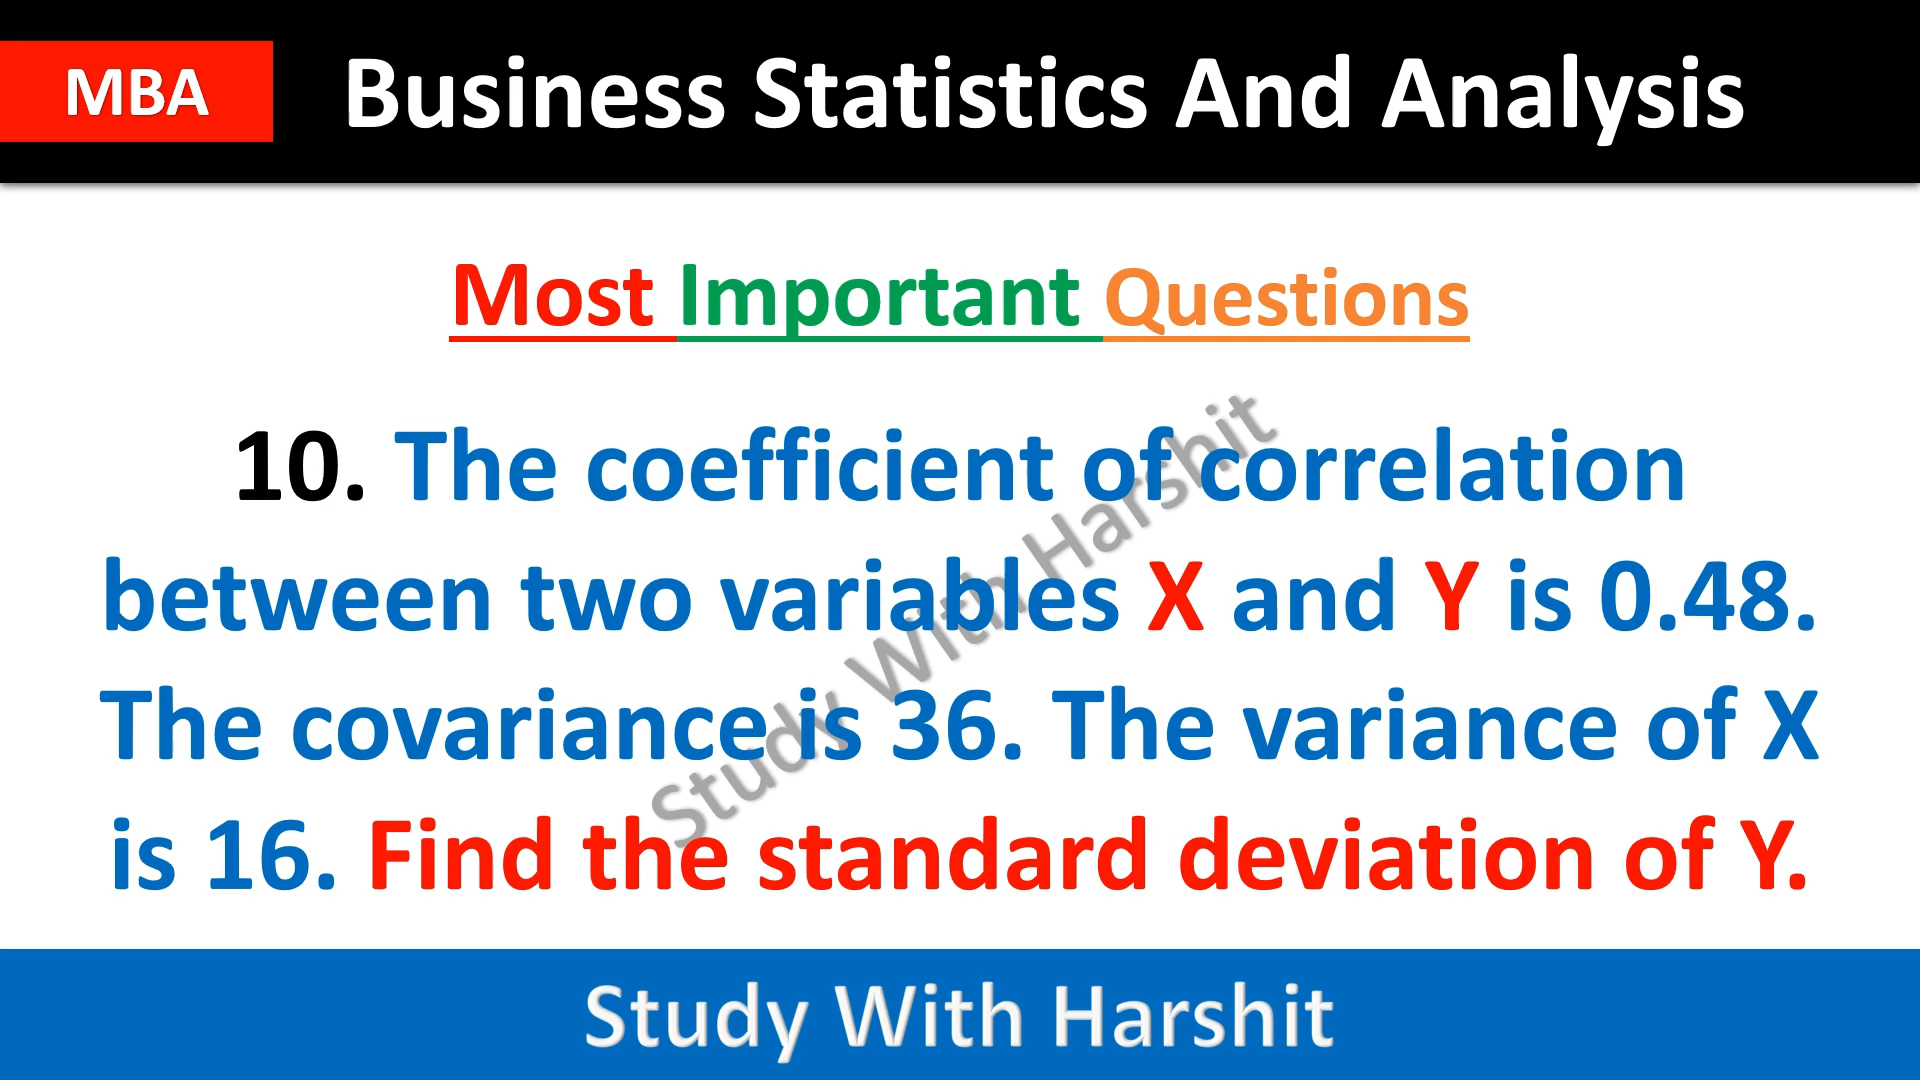 MBA
Business Statistics And Analysis
Most Important Questions
10. The coefficient of correlation
between two variables X and Y is 0.48.
The covariance is 36. The variance of X
is 16. Find the standard deviation of Y.
Study With Harshit
Study With Harshit